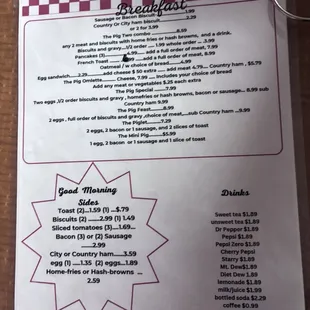 Breakfast
Sausage or Bacon Biscuit
Country Or City ham biscuit
or 2 for 3.99
The Pig Two combo
any 2 meat and biscuits with home fries or hash browns, and a drink.
Biscuits and gravy....1/2 order .... 1.99 whole order ... 3.99
Pancakes (3)..............4.99..... add a full order of meat, 7.99
French Toast add a full order of meat, 8.99
Oatmeal / w choice of bread......4.99
Egg sandwich......2.29 ..........add cheese $0 extra ..... add meat 4.79... Country ham , $5.79
The Pig Omlette.......... Cheese, 7.99 ... includes your choice of bread
Add any meat or vegetables $.25 each extra
The Pig Special ..........7.99
Two eggs ,1/2 order biscuits and gravy , homefries or hash browns, bacon or sausage... 8.99 sub
Country ham 9.99
The Pig Feast............8.99
2 eggs , full order of biscuits and gravy ,choice of meat....sub Country ham ...9.99
The Piglet.........7.29
2 eggs, 2 bacon or 1 sausage, and 2 slices of toast
The Mini Pig...........$5.99
1 egg, 2 bacon or 1 sausage and 1 slice of toast
Good Morning
Sides
Toast (2)...1.59 (1) ...$.79
Biscuits (2) ........2.99 (1) 1.49
Sliced tomatoes (3)....1.69...
Bacon (3) or (2) Sausage
........2.99
City or Country ham.....3.59
egg (1) .....1.35 (2) eggs...1.89
Home-fries or Hash-browns ...
2.59
Drinks
Sweet tea $1.89
unsweet tea $1.89
Dr Pepper $1.89
Pepsi $1.89
Pepsi Zero $1.89
Cherry Pepsi
Starry $1.89
Mt. Dew$1.89
Diet Dew 1.89
lemonade $1.89
milk/juice $1.99
bottled soda $2.29
coffee $0.99